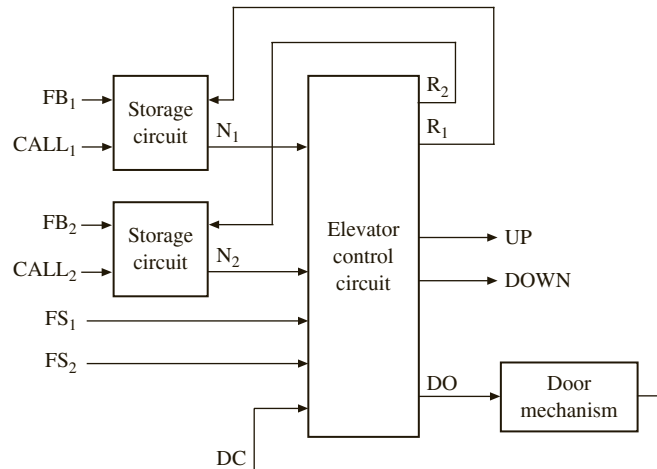 FB₁
CALL₁
Storage
circuit
N₁
R₂
R₁
FB₂
CALL₂
Storage
circuit
N₂
Elevator
control
circuit
UP
DOWN
FS₁
FS₂
DO
Door
mechanism
DC